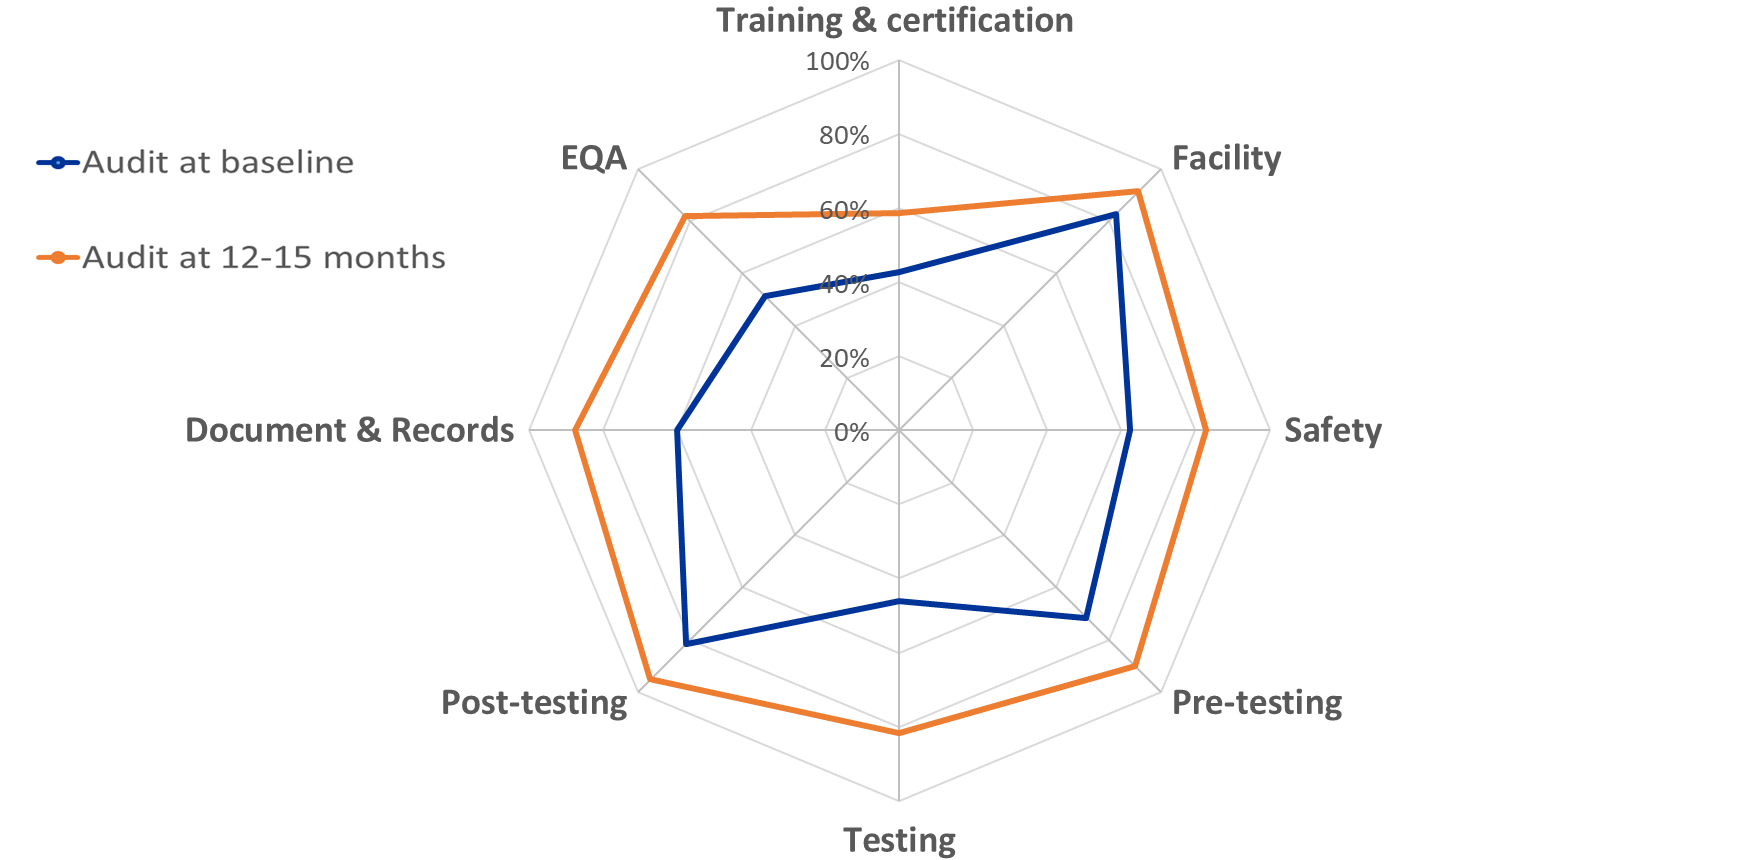 Training & certification
100%
80%
60%
40%
20%
0%
Facility
Safety
Pre-testing
Testing
Post-testing
Document & Records
EQA
Audit at baseline
Audit at 12-15 months